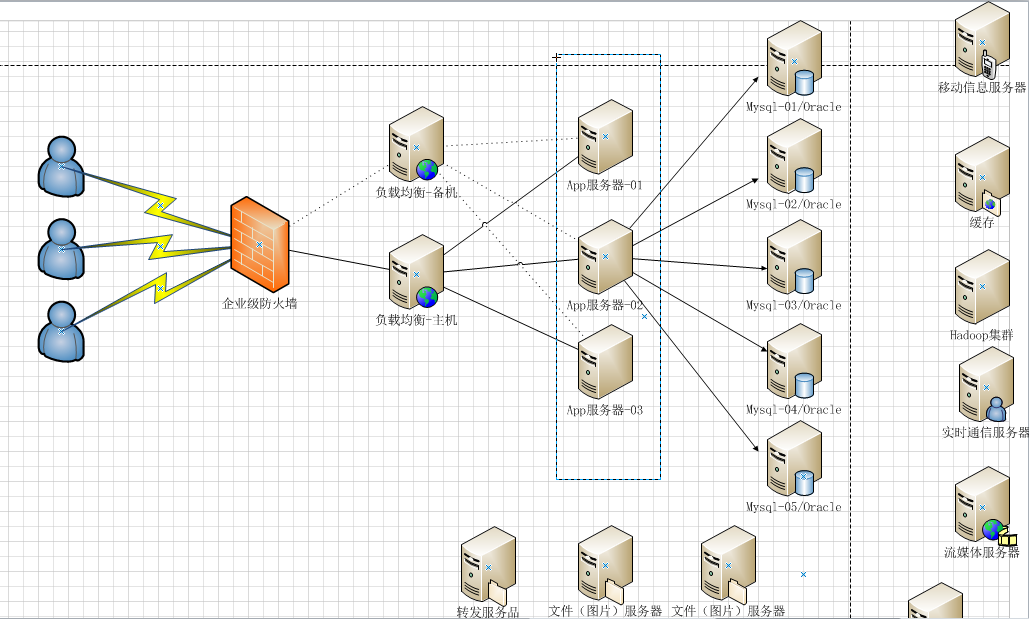 移动信息服务器
Mysql-01/Oracle
App服务器-01
负载均衡-备机
Mysql-02/Oracle
缓存
企业级防火墙
App服务器-02
Mysql-03/Oracle
负载均衡-主机
Hadoop集群
App服务器-03
Mysql-04/Oracle
实时通信服务器
Mysql-05/Oracle
流媒体服务器
转发服务品
文件（图片）服务器
文件（图片）服务器